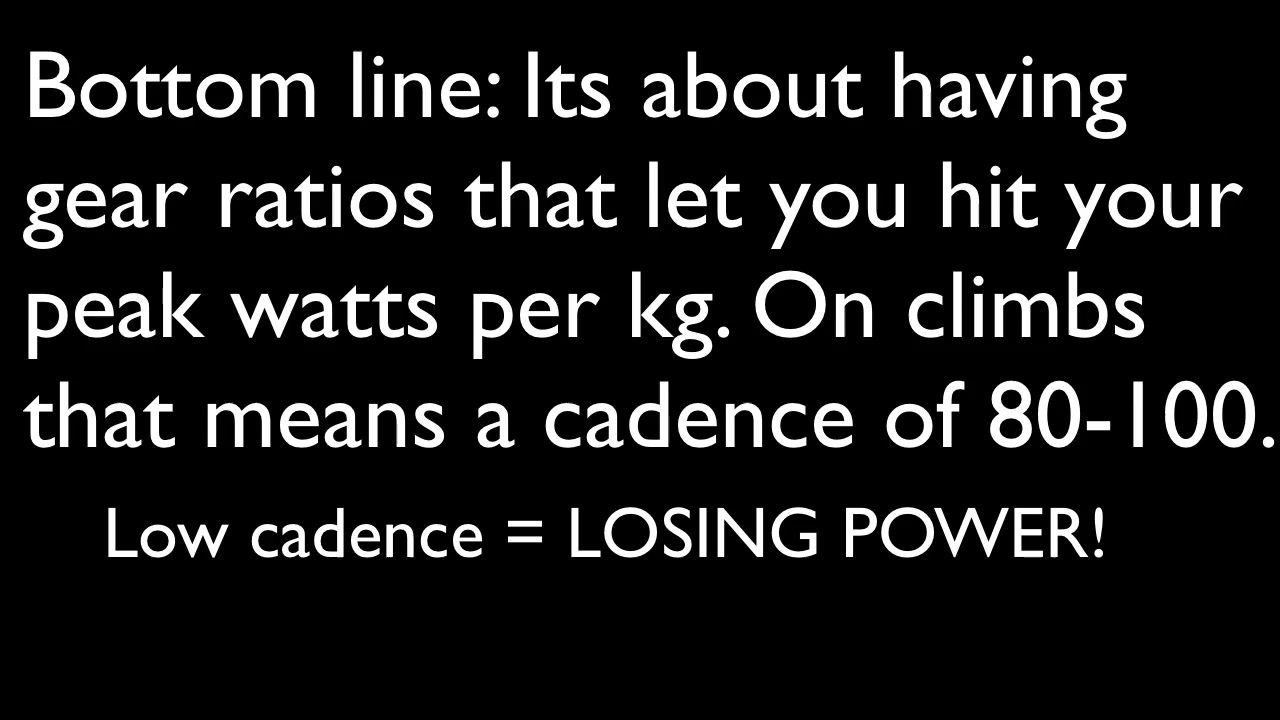 Bottom line: Its about having
gear ratios that let you hit your
peak watts per kg. On climbs
that means a cadence of 80-100.
Low cadence = LOSING POWER!